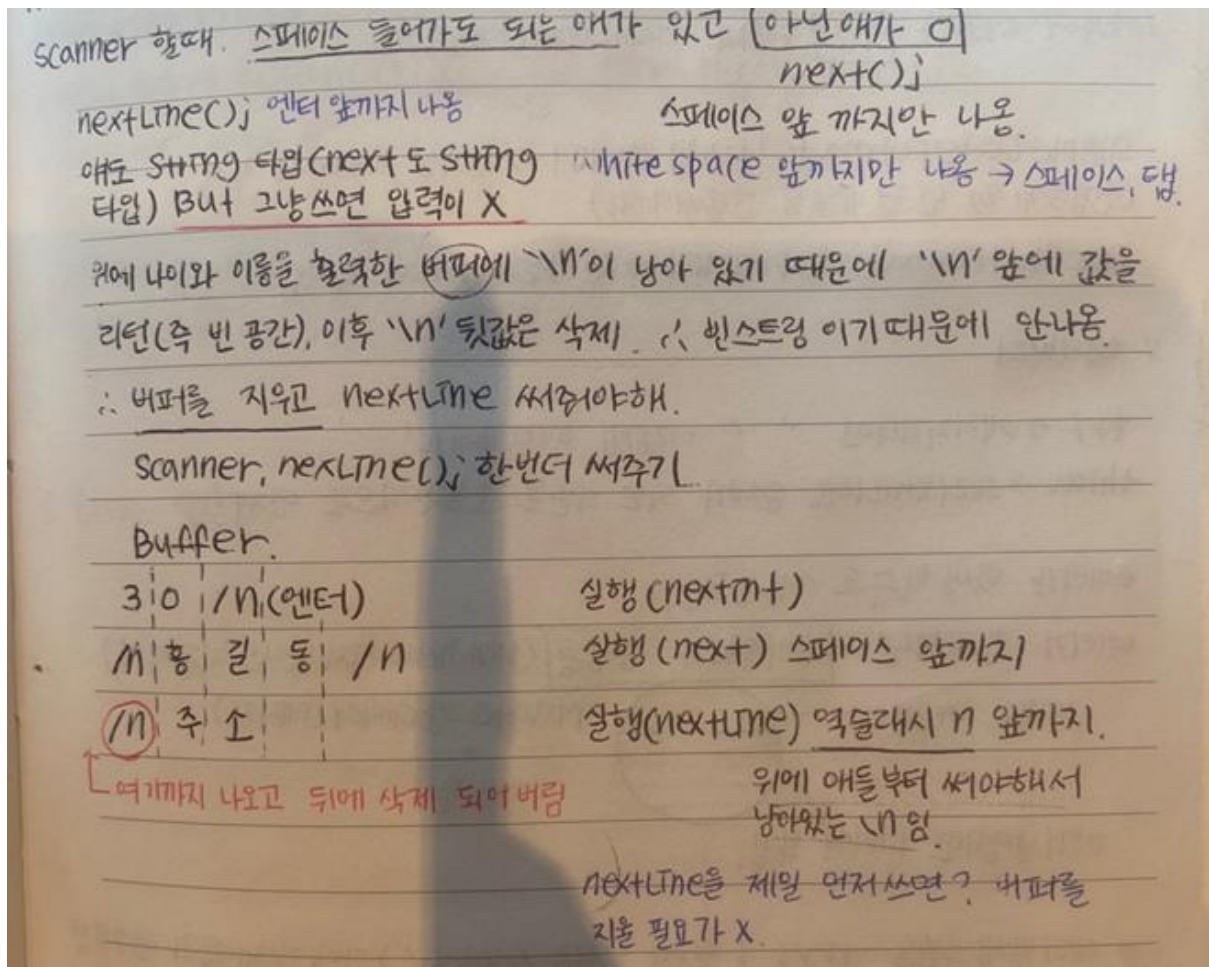 scanner 할때. 스페이스 들어가도 되는 애가 있고 아닌애가 O
next();
nextLine(); 엔터 앞까지 나옹
스페이스 앞 까지만 나옹.
얘도 String 타입(next 도 String
white space 앞까지만 나옹 → 스페이스, 탭.
타입) But 그냥쓰면 입력이 X
위에 나이와 이름을 출력한 버퍼에 '\n'이 남아 있기 때문에 '\n' 앞에 값을
리턴(즉 빈 공간), 이후 '\n' 뒷값은 삭제. ∴ 빈스트링 이기때문에 안나옴.
∴ 버퍼를 지우고 nextLine 써줘야해.
scanner, nexLine(); 한번더 써주기
Buffer.
30 /n(엔터) 실행 (nextint)
/n 홍길동 /n 실행 (next) 스페이스 앞까지
/n 주소 실행(nextLine) 역슬대시 n 앞까지.
여기까지 나오고 뒤에 삭제 되어버림
위에 애들부터 써야해서
남아있는 \n 임.
nextLine을 제일 먼저쓰면? 버퍼를
지울 필요가 X.